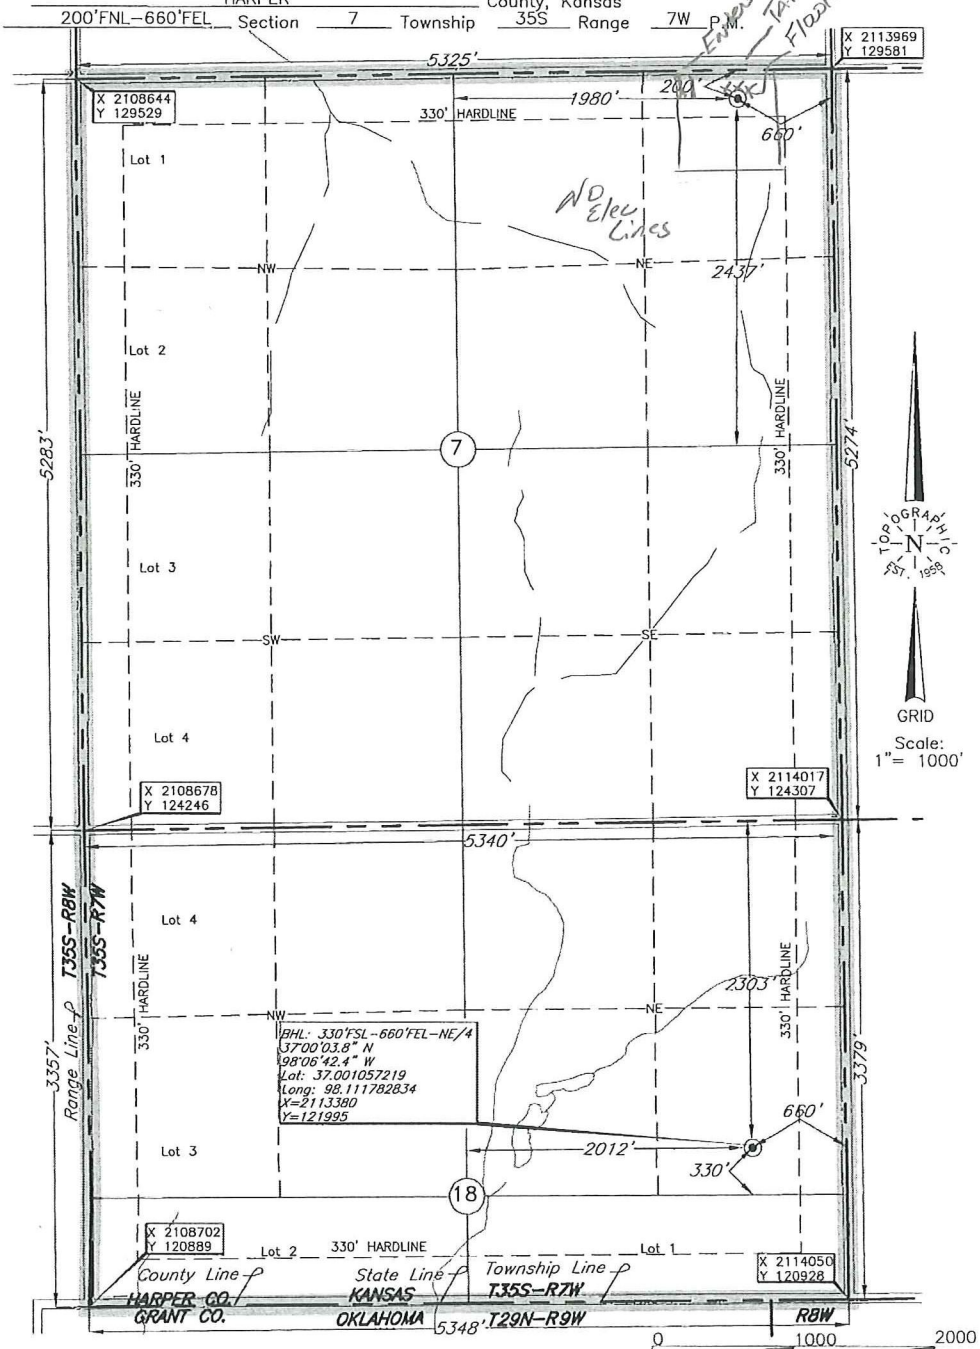 HARPER County, Kansas
200'FNL-660'FEL Section 7 Township 35S Range 7W P.M.
X 2113969
Y 129581
5325'
X 2108644
Y 129529
200'
1980'
330' HARDLINE
660'
Lot 1
No
Elec
Lines
NW
NE
2437'
Lot 2
330' HARDLINE
330' HARDLINE
5283'
7
5274'
TOPOGRAPHIC
N
EST. 1958
Lot 3
SW
SE
GRID
Scale:
1"= 1000'
Lot 4
X 2108678
Y 124246
X 2114017
Y 124307
5340'
T35S-R8W
T35S-R7W
Lot 4
330' HARDLINE
330' HARDLINE
2303'
NW
NE
BHL: 330'FSL-660'FEL-NE/4
37°00'03.8" N
98°06'42.4" W
Lat: 37.001057219
Long: 98.111782834
X=2113380
Y=121995
Range Line
3357'
3379'
660'
Lot 3
2012'
330'
18
X 2108702
Y 120889
Lot 2
330' HARDLINE
Lot 1
X 2114050
Y 120928
County Line
State Line
Township Line
HARPER CO.
KANSAS
T35S-R7W
GRANT CO.
OKLAHOMA
5348'
T29N-R9W
R8W
0 1000 2000